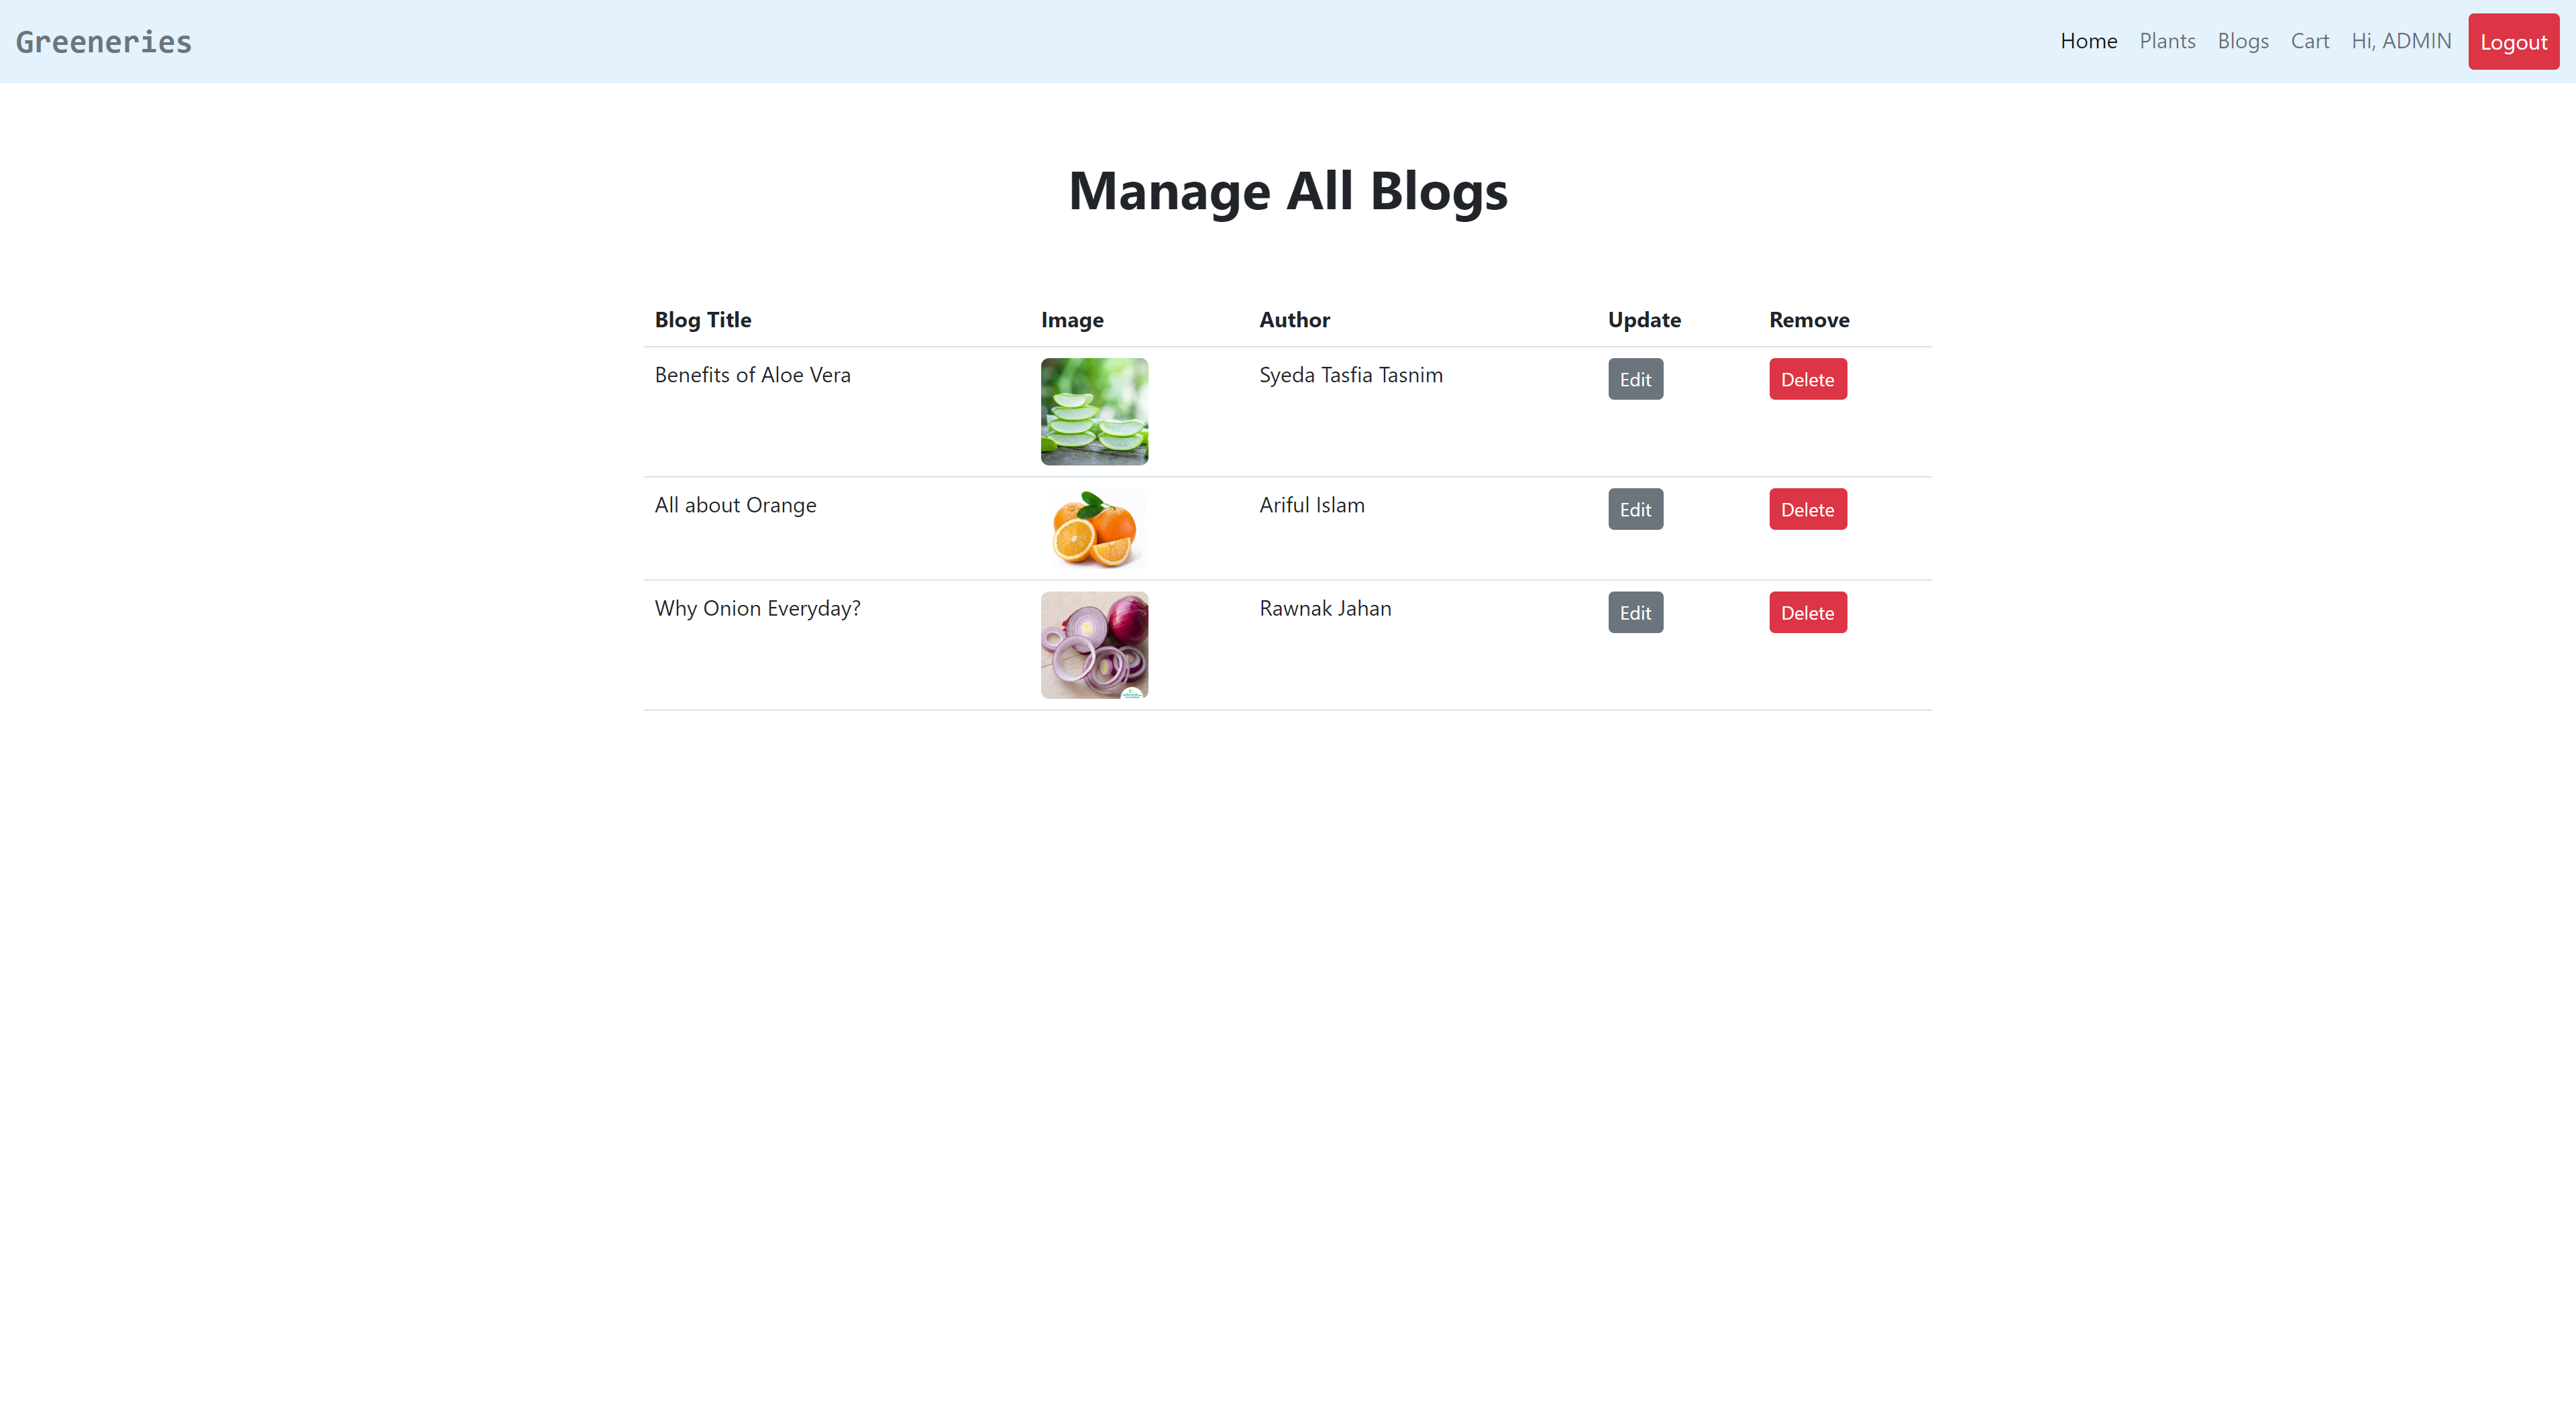 Greeneries
Home Plants Blogs Cart Hi, ADMIN Logout
Manage All Blogs
Blog Title Image Author Update Remove
Benefits of Aloe Vera Syeda Tasfia Tasnim Edit Delete
All about Orange Ariful Islam Edit Delete
Why Onion Everyday? Rawnak Jahan Edit Delete